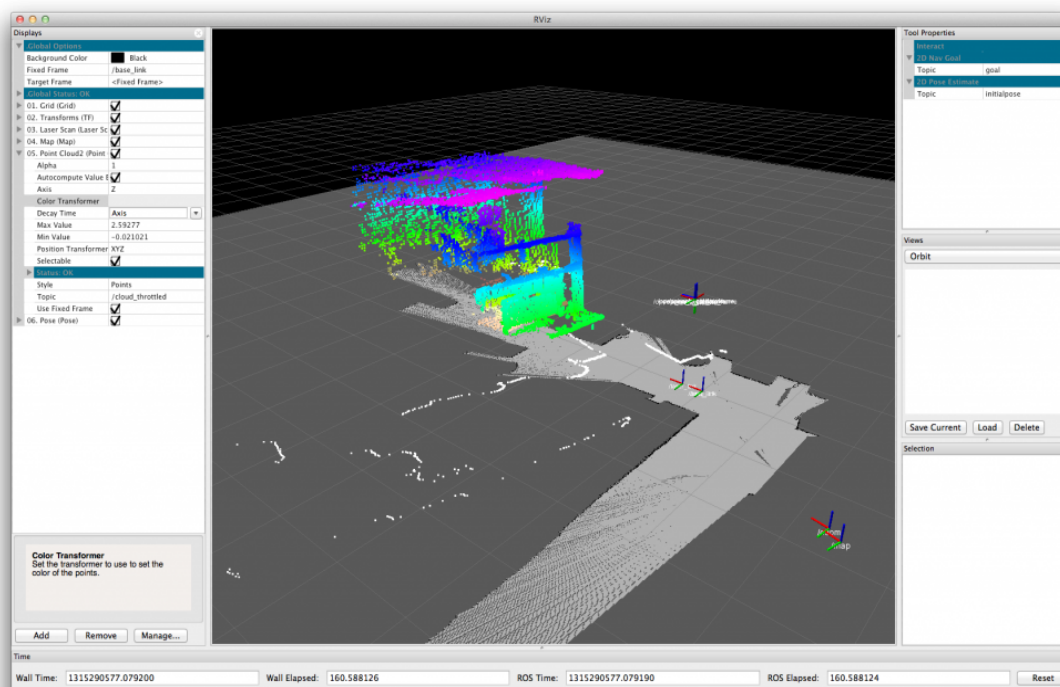 RViz
Displays
Global Options
Background Color Black
Fixed Frame /base_link
Target Frame <Fixed Frame>
Global Status: OK
01. Grid (Grid)
02. Transforms (TF)
03. Laser Scan (Laser Sc
04. Map (Map)
05. Point Cloud2 (Point
Alpha 1
Autocompute Value B
Axis Z
Color Transformer
Decay Time Axis
Max Value 2.59277
Min Value -0.021021
Position Transformer XYZ
Selectable
Status: OK
Style Points
Topic /cloud_throttled
Use Fixed Frame
06. Pose (Pose)
Color Transformer
Set the transformer to use to set the
color of the points.
Add Remove Manage...
/map
Tool Properties
Interact
2D Nav Goal
Topic goal
2D Pose Estimate
Topic initialpose
Views
Orbit
Save Current Load Delete
Selection
Time
Wall Time: 1315290577.079200 Wall Elapsed: 160.588126 ROS Time: 1315290577.079190 ROS Elapsed: 160.588124 Reset